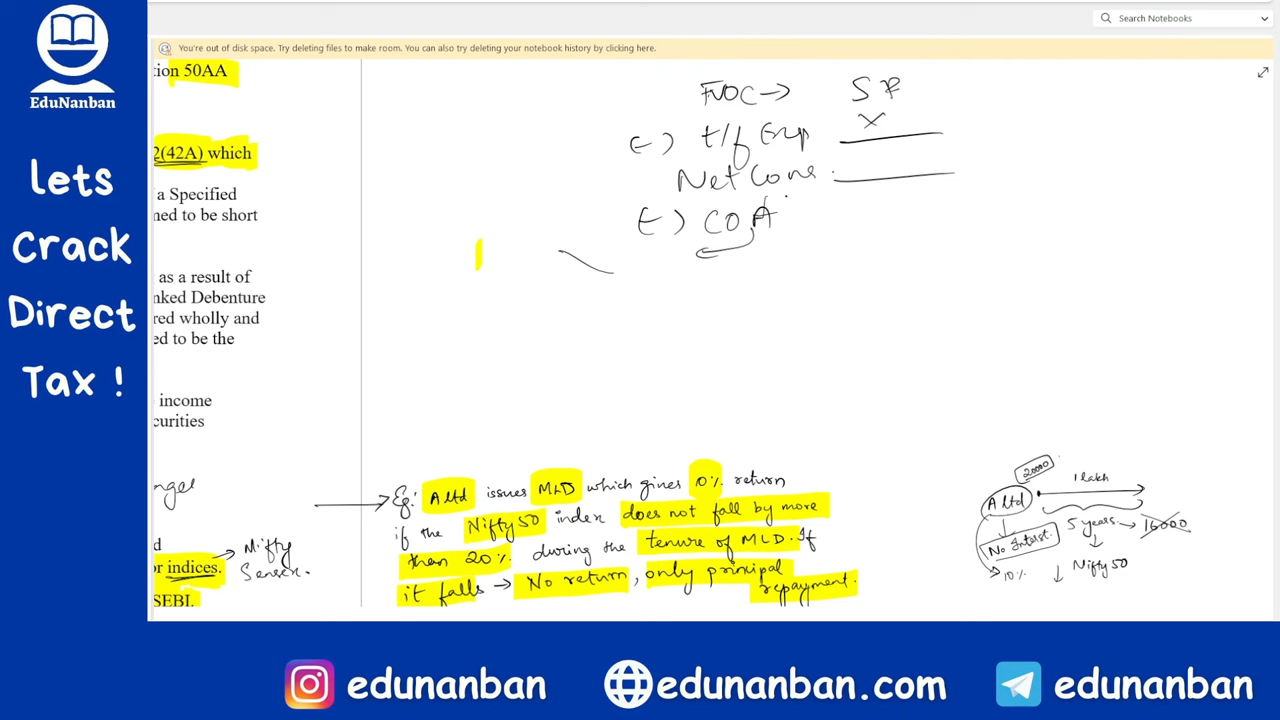 EduNanban
lets
Crack
Direct
Tax !
Search Notebooks
You're out of disk space. Try deleting files to make room. You can also try deleting your notebook history by clicking here.
tion 50AA
2(42A) which
a Specified
ned to be short
as a result of
nked Debenture
red wholly and
ed to be the
income
curities
ngel
d
or indices.
SEBI.
Nifty
Sensex.
FVOC → SP
(-) t/f Exp X
Net Cons.
(-) COA
Eg: A ltd issues MLD which gives 10% return
if the Nifty50 index does not fall by more
than 20% during the tenure of MLD. If
it falls → No return, only principal
repayment.
20000
A ltd
1 lakh
No Interest.
5 years. → 15000
10%
Nifty50
edunanban
edunanban.com
edunanban